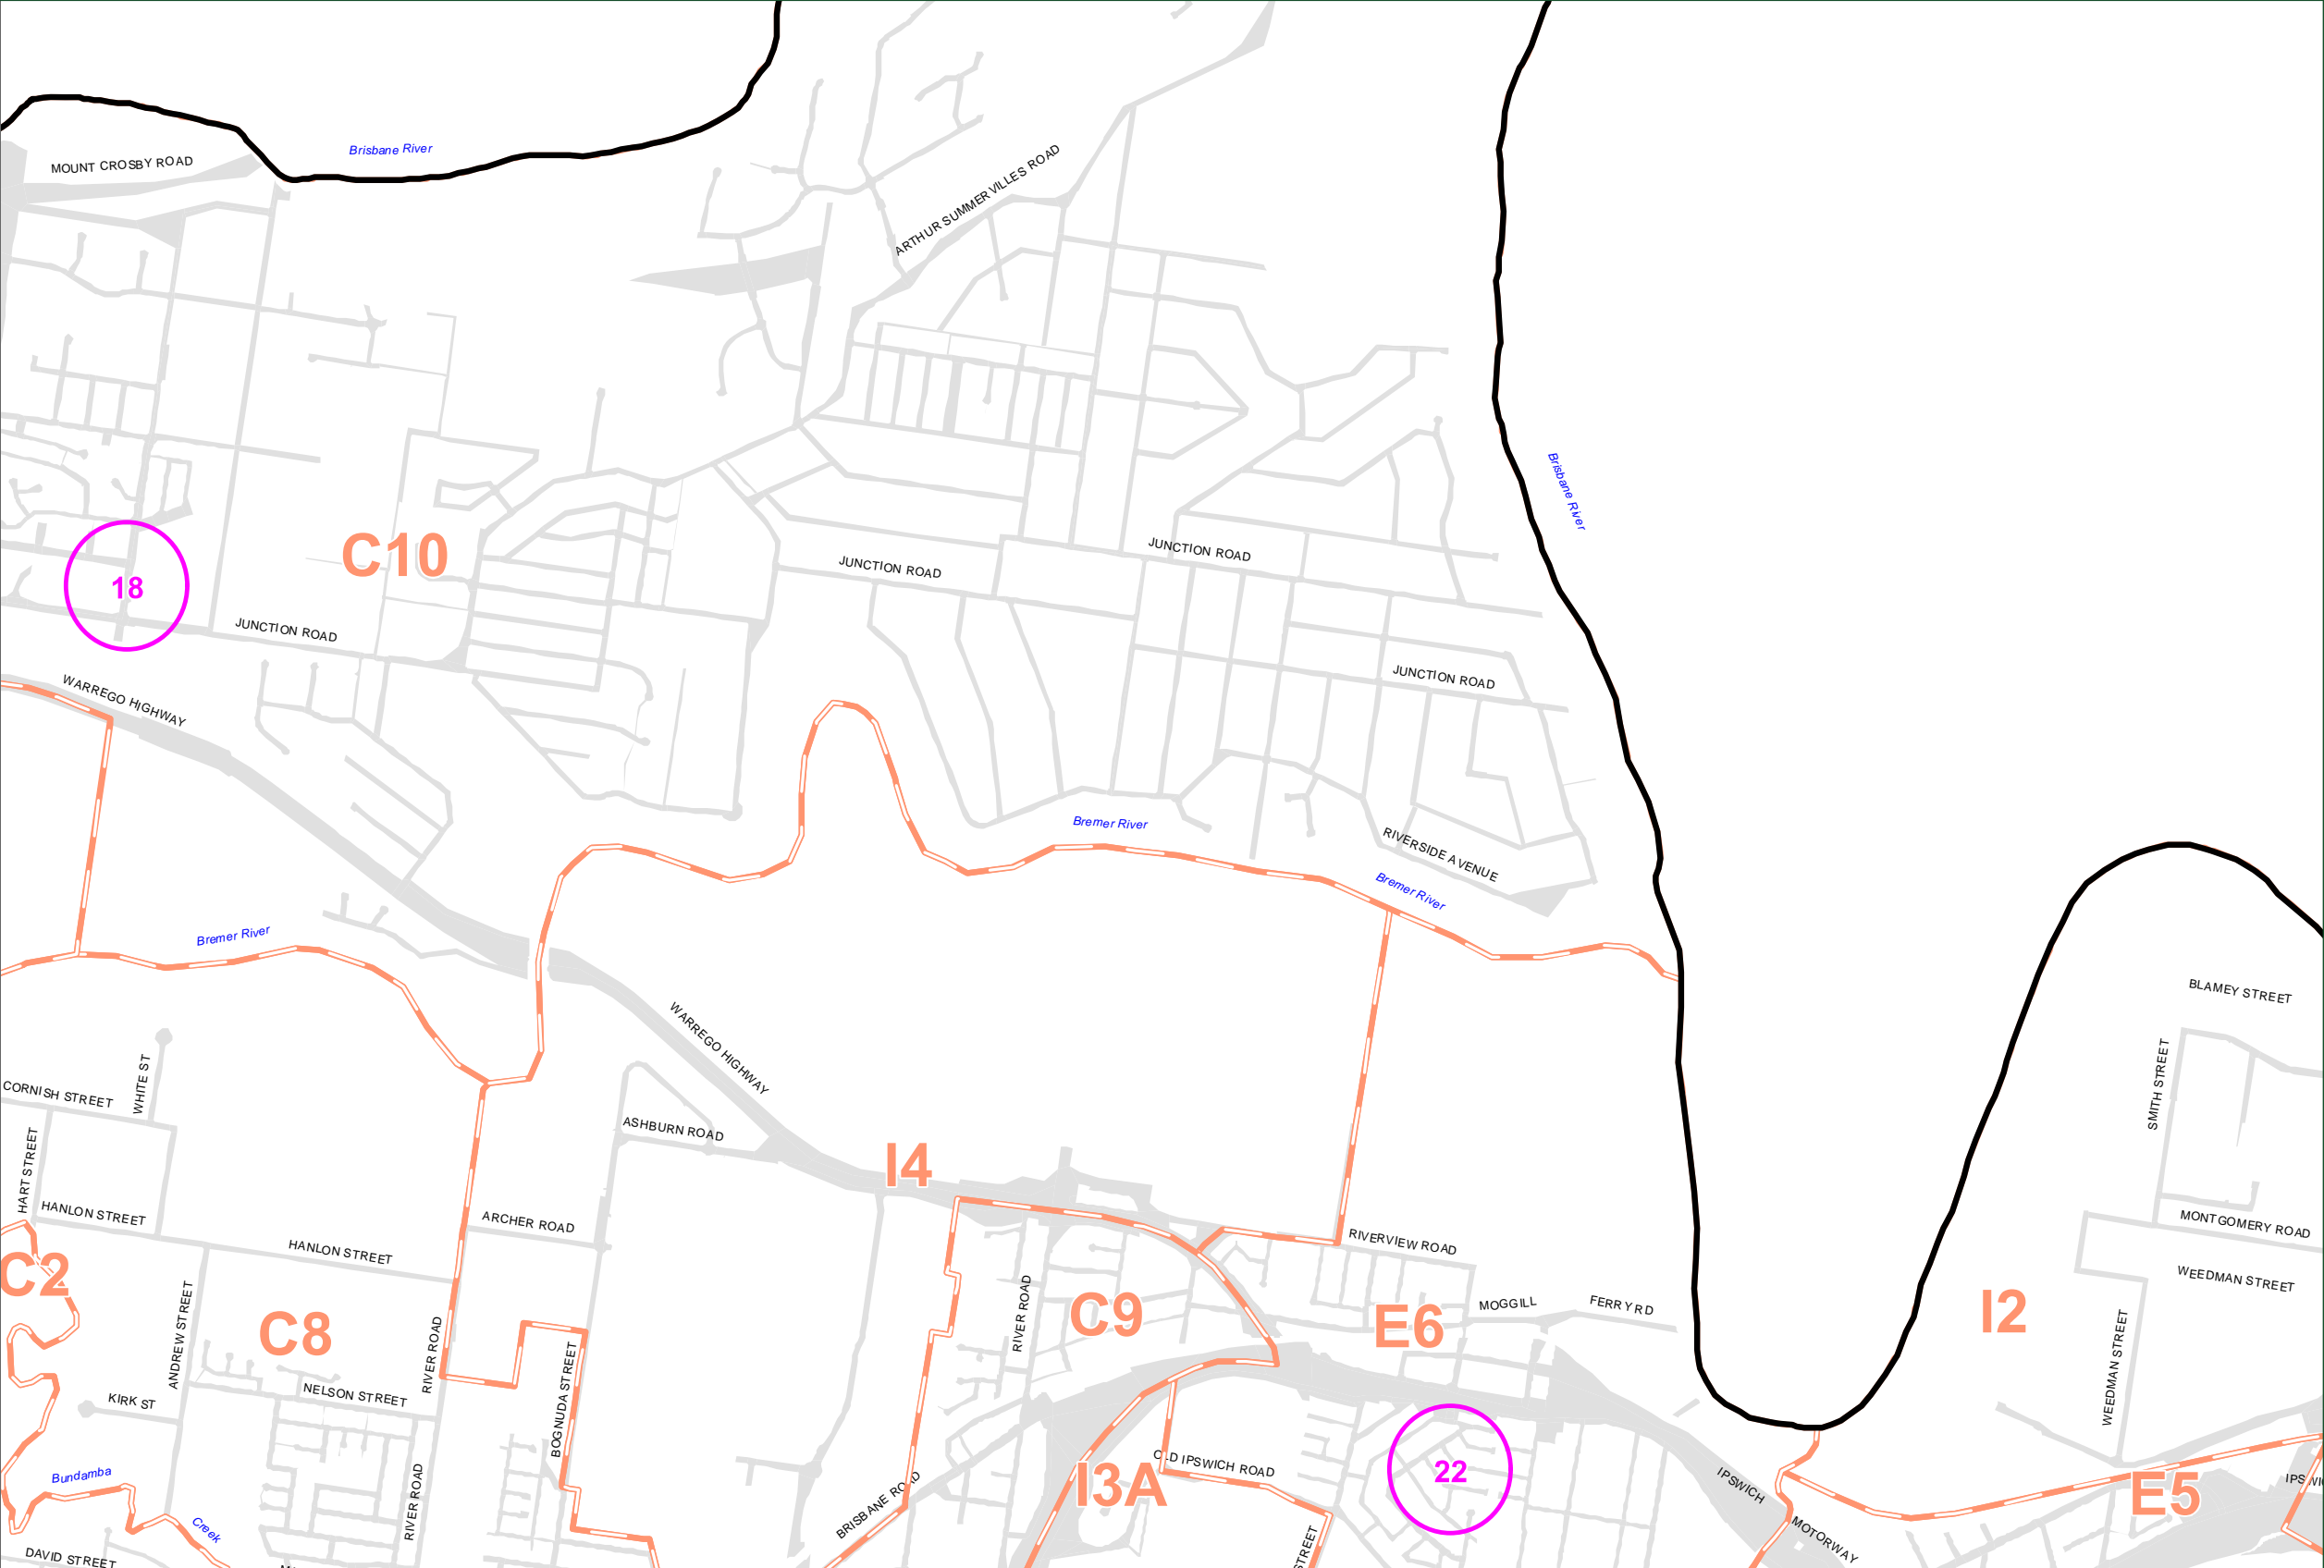 MOUNT CROSBY ROAD
Brisbane River
ARTHUR SUMMERVILLES ROAD
Brisbane River
C10
JUNCTION ROAD
JUNCTION ROAD
18
JUNCTION ROAD
JUNCTION ROAD
WARREGO HIGHWAY
Bremer River
RIVERSIDE AVENUE
Bremer River
Bremer River
BLAMEY STREET
WARREGO HIGHWAY
SMITH STREET
WHITE ST
CORNISH STREET
ASHBURN ROAD
HART STREET
I4
HANLON STREET
ARCHER ROAD
MONTGOMERY ROAD
HANLON STREET
RIVERVIEW ROAD
C2
WEEDMAN STREET
ANDREW STREET
RIVER ROAD
C9
MOGGILL
FERRY RD
I2
C8
E6
RIVER ROAD
WEEDMAN STREET
KIRK ST
NELSON STREET
BOGNUDA STREET
OLD IPSWICH ROAD
22
Bundamba
I3A
IPSWICH
E5
RIVER ROAD
BRISBANE ROAD
Creek
MOTORWAY
DAVID STREET
STREET